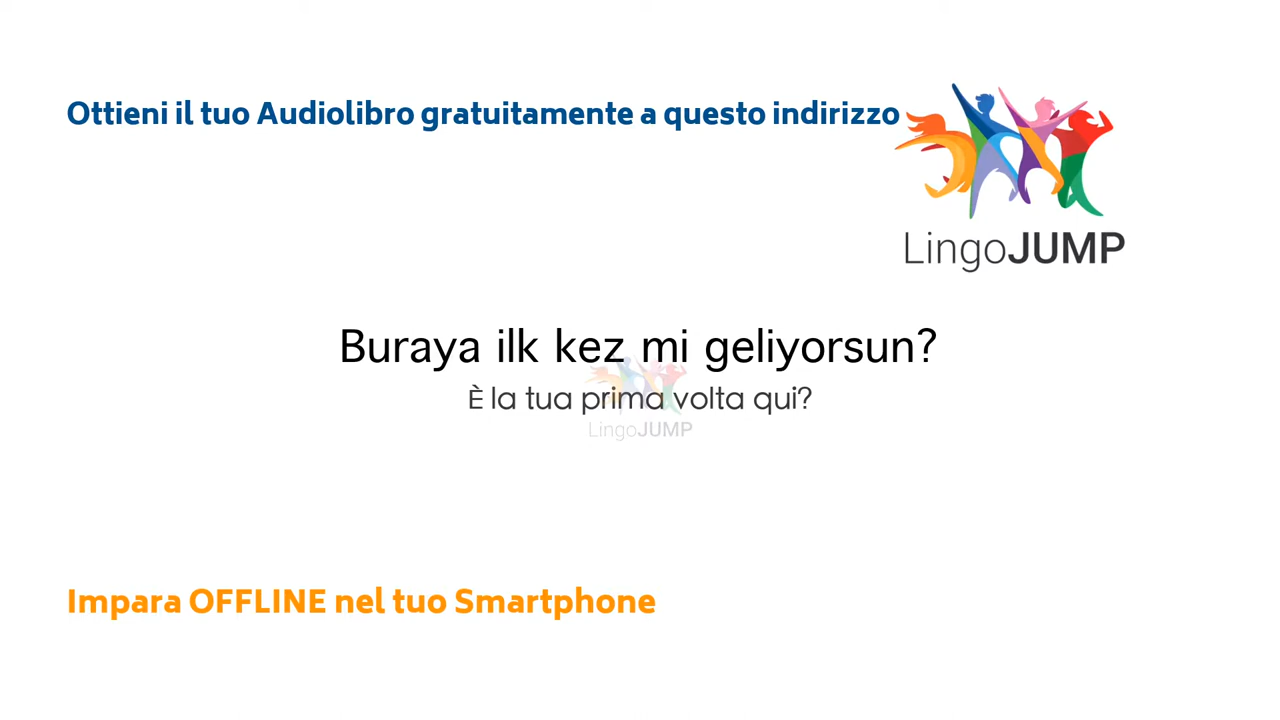 Ottieni il tuo Audiolibro gratuitamente a questo indirizzo
LingoJUMP
Buraya ilk kez mi geliyorsun?
È la tua prima volta qui?
LingoJUMP
Impara OFFLINE nel tuo Smartphone